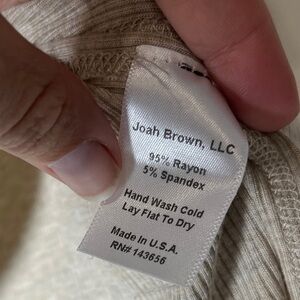 Joah Brown, LLC
95% Rayon
5% Spandex
Hand Wash Cold
Lay Flat To Dry
Made in U.S.A.
RN# 143656